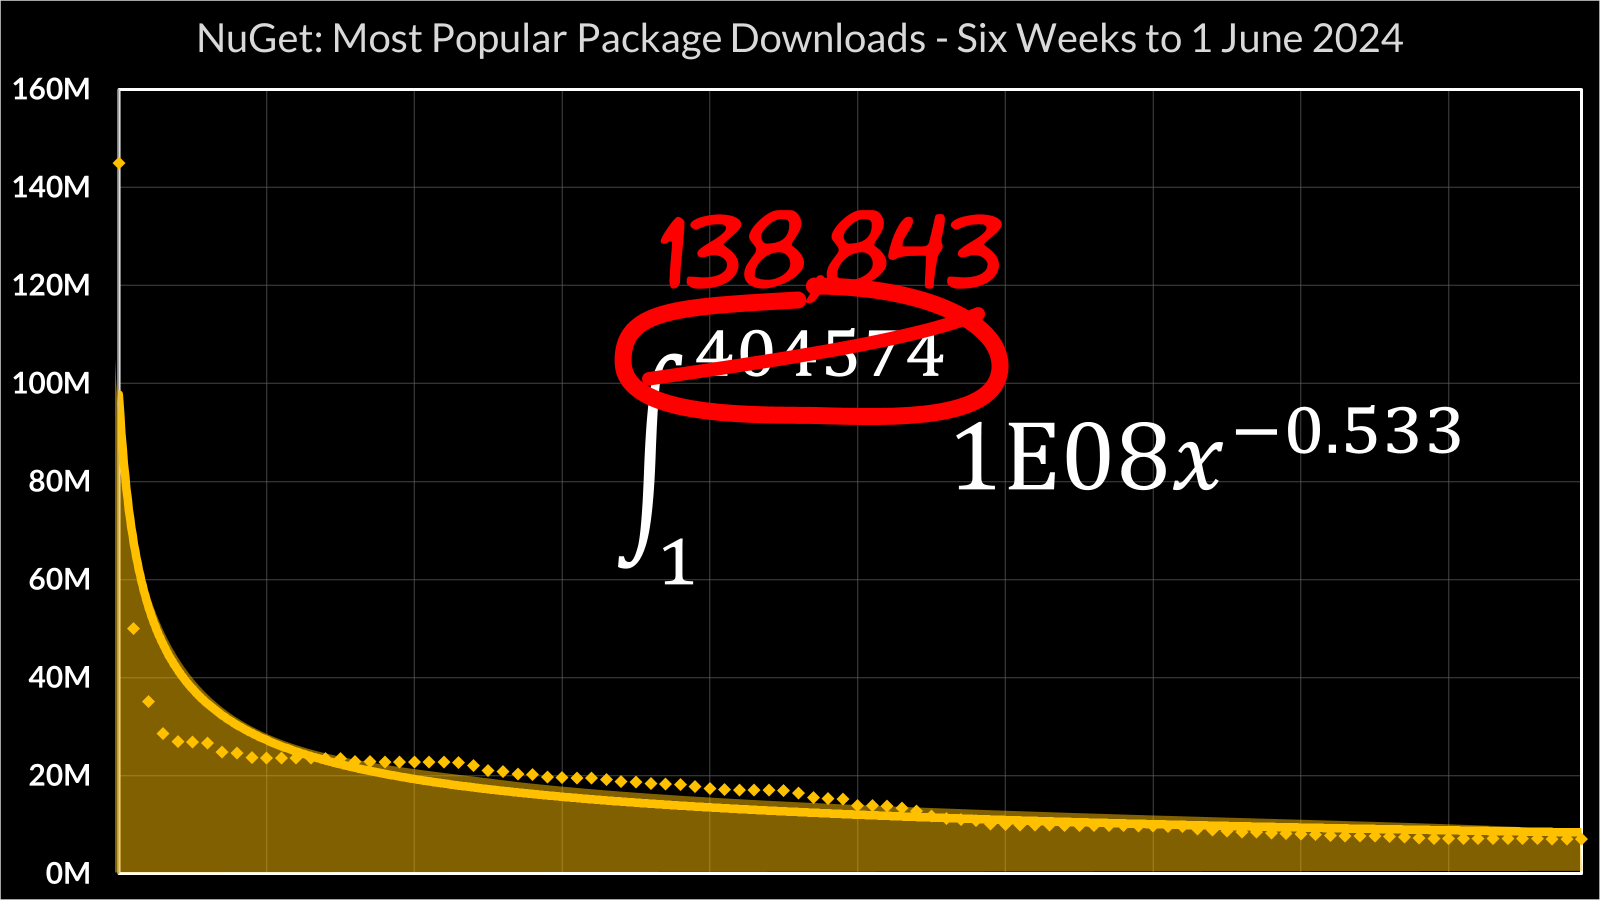 NuGet: Most Popular Package Downloads - Six Weeks to 1 June 2024
160M
140M
138,843
120M
404574
100M
1E08x^−0.533
∫
80M
1
60M
40M
20M
0M